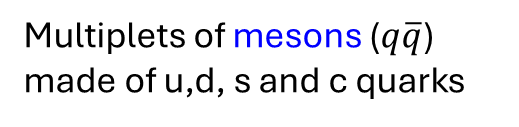 Multiplets of mesons (𝑞𝑞̅)
made of u,d, s and c quarks